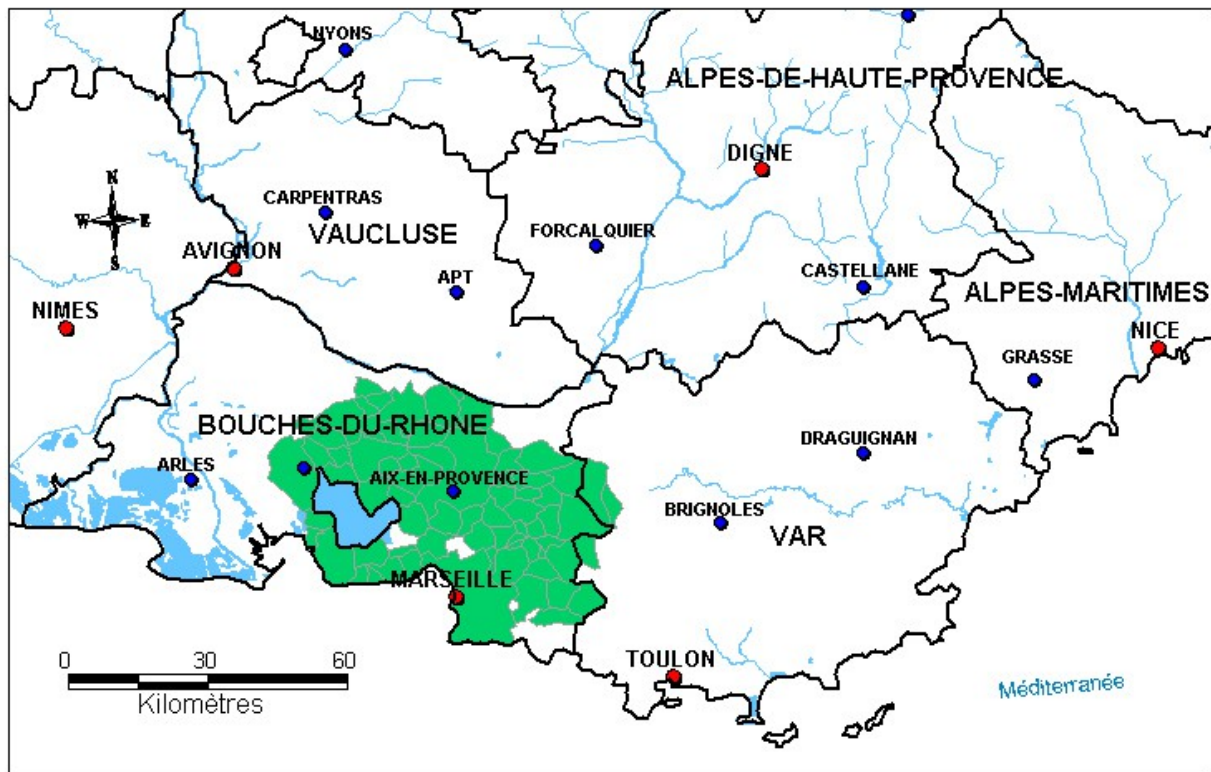 NYONS
ALPES-DE-HAUTE-PROVENCE
DIGNE
N
W E
S
CARPENTRAS
VAUCLUSE
FORCALQUIER
AVIGNON
APT
CASTELLANE
ALPES-MARITIMES
NIMES
NICE
GRASSE
BOUCHES-DU-RHONE
DRAGUIGNAN
ARLES
AIX-EN-PROVENCE
BRIGNOLES
VAR
MARSEILLE
TOULON
0 30 60
Kilomètres
Méditerranée